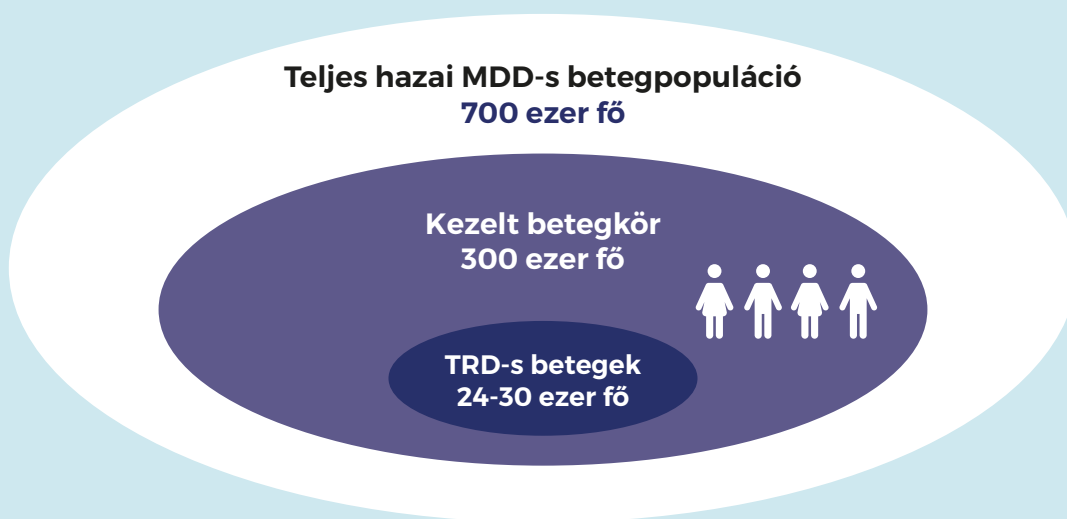 Teljes hazai MDD-s betegpopuláció
700 ezer fő
Kezelt betegkör
300 ezer fő
TRD-s betegek
24-30 ezer fő